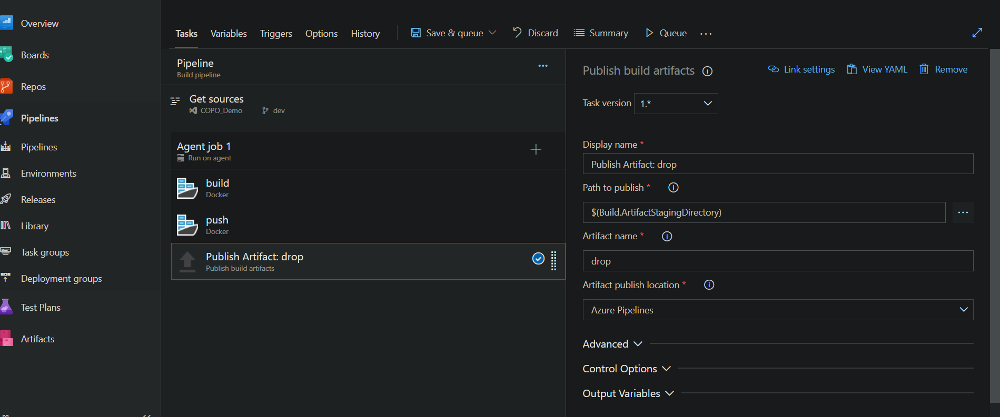 Overview
Boards
Repos
Pipelines
Pipelines
Environments
Releases
Library
Task groups
Deployment groups
Test Plans
Artifacts
Tasks Variables Triggers Options History Save & queue Discard Summary Queue ...
Pipeline
Build pipeline
Get sources
COPO_Demo dev
Agent job 1
Run on agent
build
Docker
push
Docker
Publish Artifact: drop
Publish build artifacts
Publish build artifacts Link settings View YAML Remove
Task version 1.*
Display name *
Publish Artifact: drop
Path to publish *
$(Build.ArtifactStagingDirectory)
Artifact name *
drop
Artifact publish location *
Azure Pipelines
Advanced
Control Options
Output Variables